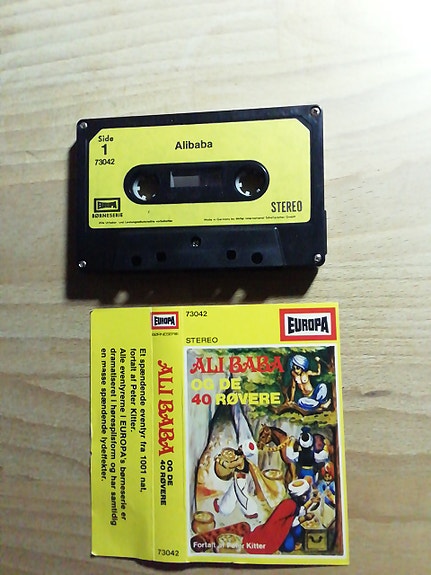 Side
1
73042
Alibaba
EUROPA
BØRNESERIE
STEREO
73042
EUROPA
STEREO
ALI BABA
OG DE
40 RØVERE
Fortalt af Peter Kitter
EUROPA
BØRNESERIE
ALI BABA
OG DE
40 RØVERE
73042
Et spændende eventyr fra 1001 nat,
fortalt af Peter Kitter.
Alle eventyrerne i EUROPA's børneserie er
dramatiseret i hørespilsform og har samtidig
en masse spændende lydeffekter.